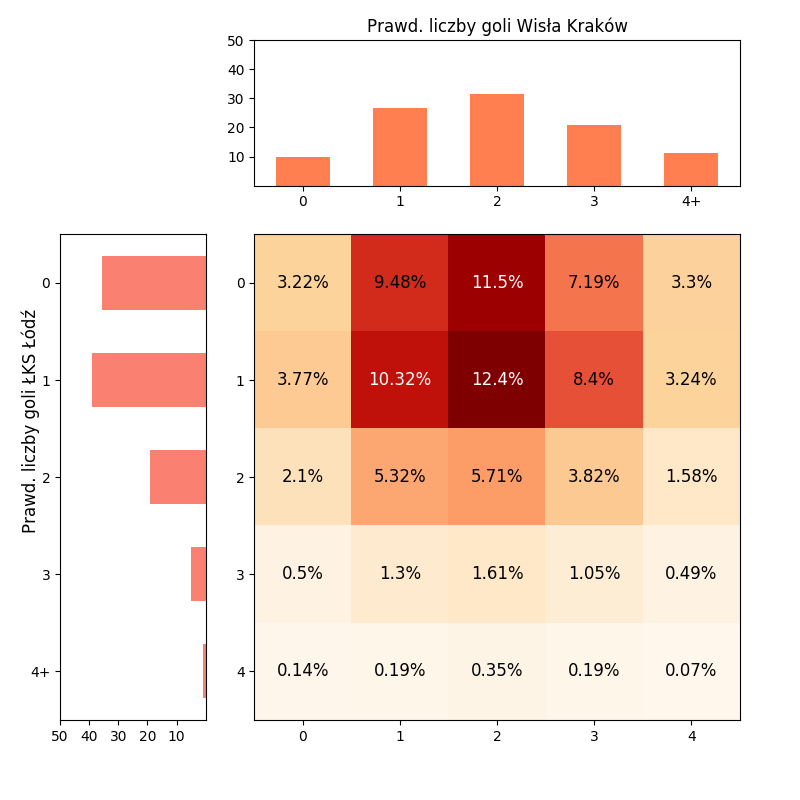 Prawd. liczby goli Wisła Kraków
50
40
30
20
10
0 1 2 3 4+
Prawd. liczby goli ŁKS Łódź
0
1
2
3
4+
50 40 30 20 10
0 3.22% 9.48% 11.5% 7.19% 3.3%
1 3.77% 10.32% 12.4% 8.4% 3.24%
2 2.1% 5.32% 5.71% 3.82% 1.58%
3 0.5% 1.3% 1.61% 1.05% 0.49%
4 0.14% 0.19% 0.35% 0.19% 0.07%
0 1 2 3 4